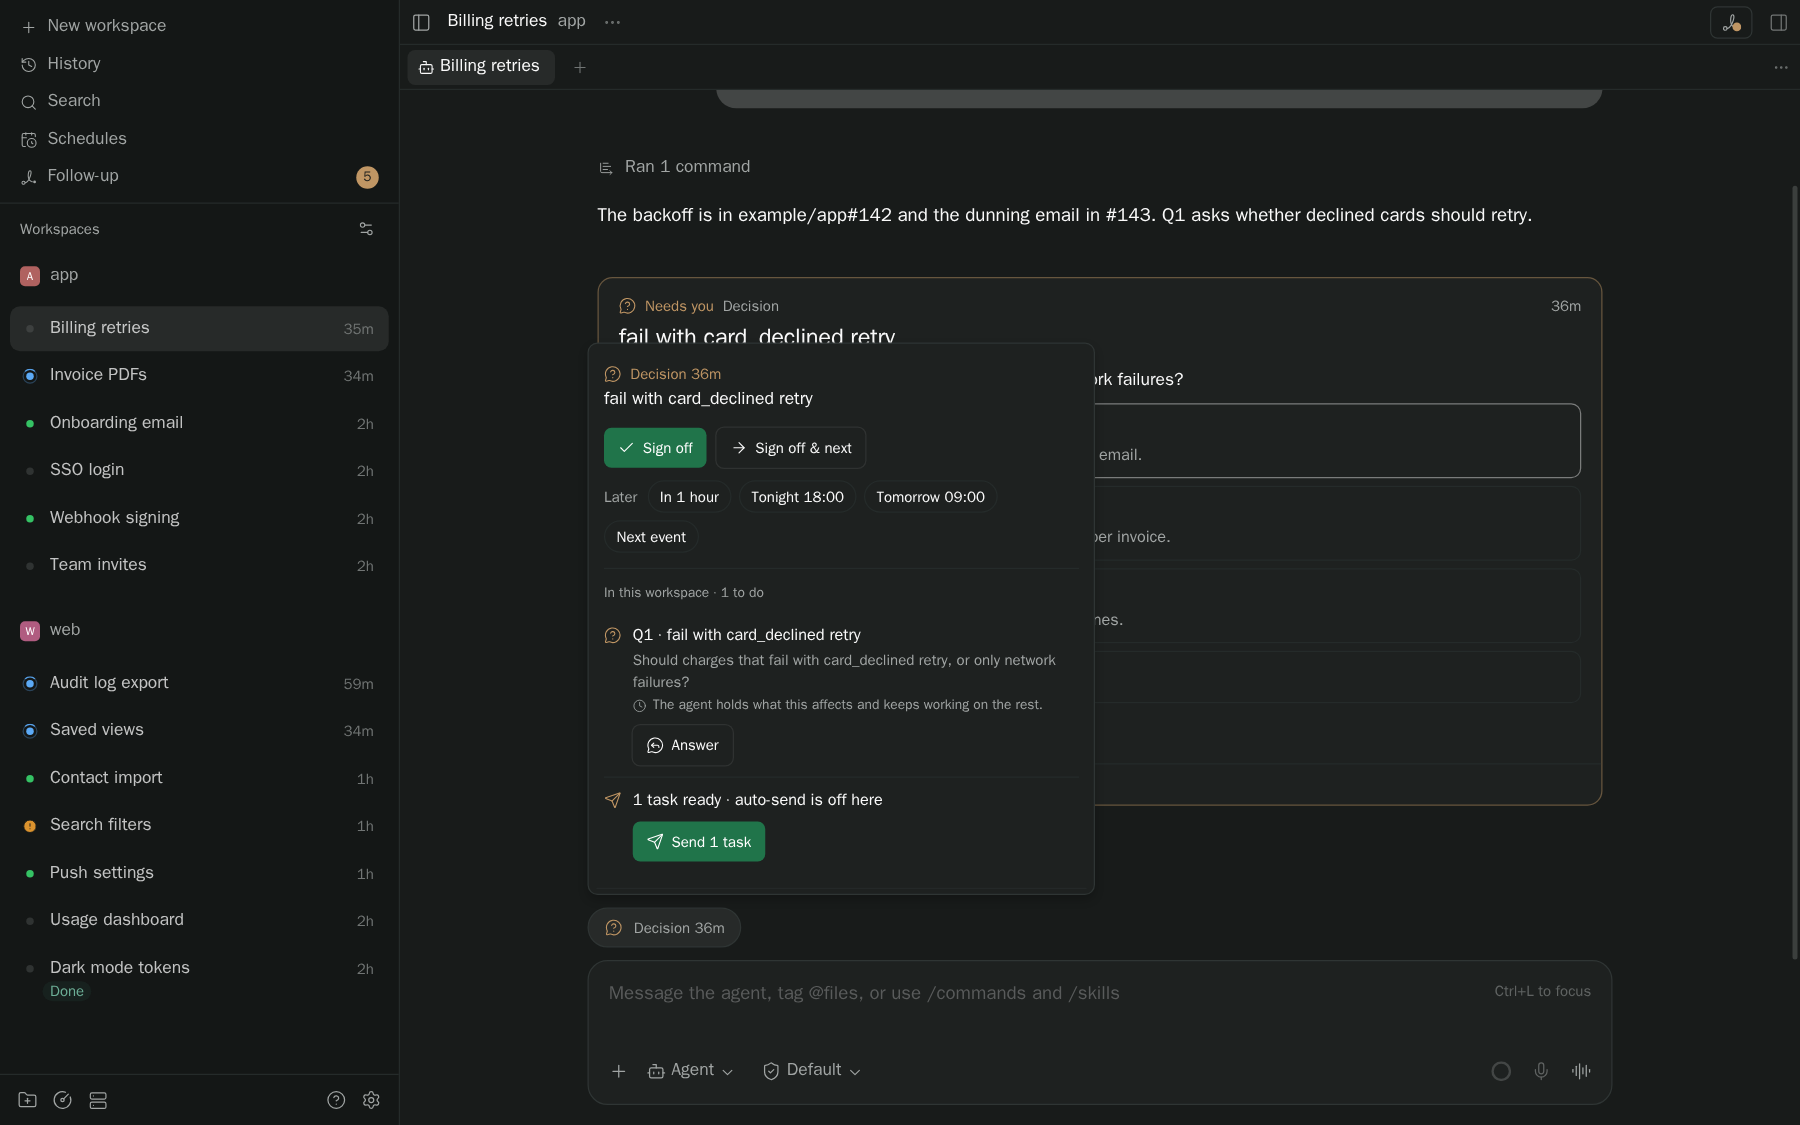 New workspace
History
Search
Schedules
Follow-up
5
Workspaces
A
app
Billing retries
35m
Invoice PDFs
34m
Onboarding email
2h
SSO login
2h
Webhook signing
2h
Team invites
2h
W
web
Audit log export
59m
Saved views
34m
Contact import
1h
Search filters
1h
Push settings
1h
Usage dashboard
2h
Dark mode tokens
2h
Done
Billing retries app
Billing retries
Ran 1 command
The backoff is in example/app#142 and the dunning email in #143. Q1 asks whether declined cards should retry.
Needs you Decision
36m
fail with card_declined retry
rk failures?
email.
per invoice.
nes.
Decision 36m
fail with card_declined retry
Sign off
Sign off & next
Later
In 1 hour
Tonight 18:00
Tomorrow 09:00
Next event
In this workspace · 1 to do
Q1 · fail with card_declined retry
Should charges that fail with card_declined retry, or only network
failures?
The agent holds what this affects and keeps working on the rest.
Answer
1 task ready · auto-send is off here
Send 1 task
Decision 36m
Message the agent, tag @files, or use /commands and /skills
Ctrl+L to focus
Agent
Default